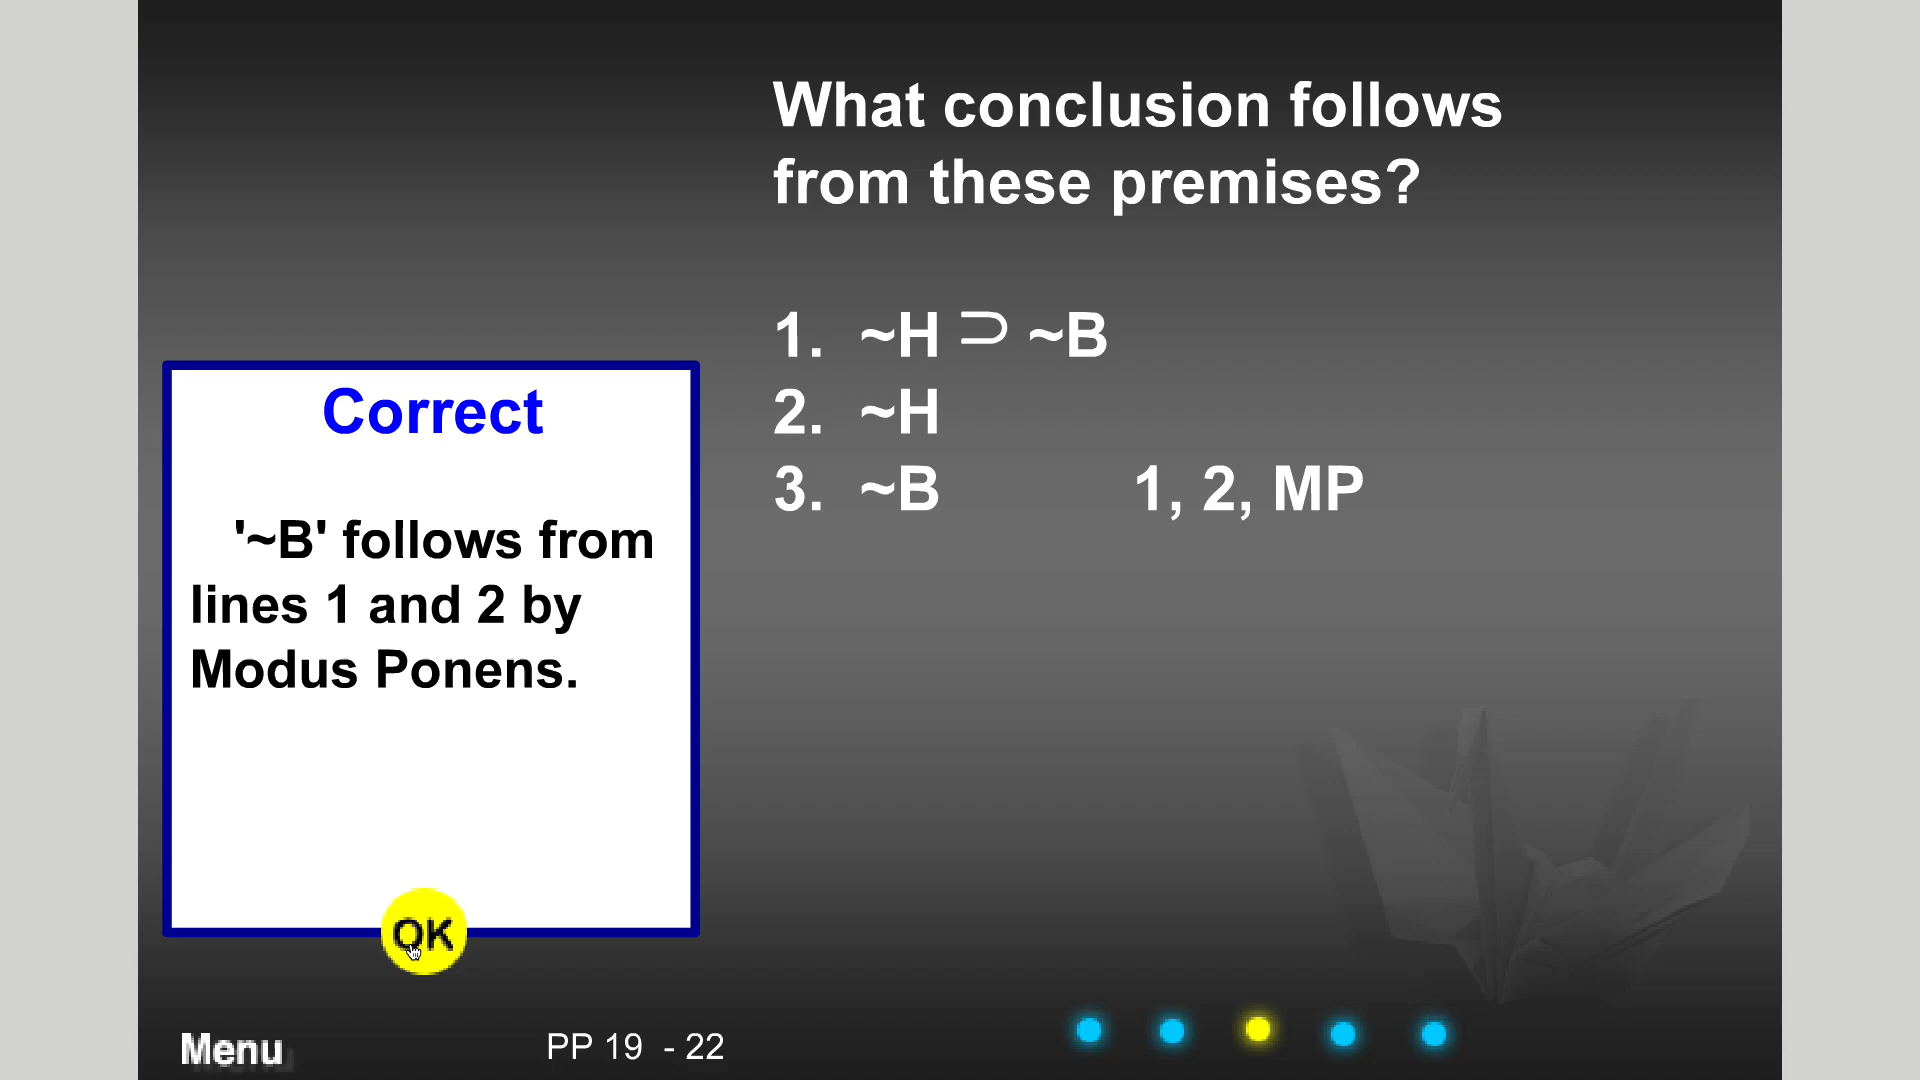 What conclusion follows
from these premises?
1. ~H ⊃ ~B
2. ~H
3. ~B 1, 2, MP
Correct
'~B' follows from
lines 1 and 2 by
Modus Ponens.
OK
Menu
PP 19 - 22